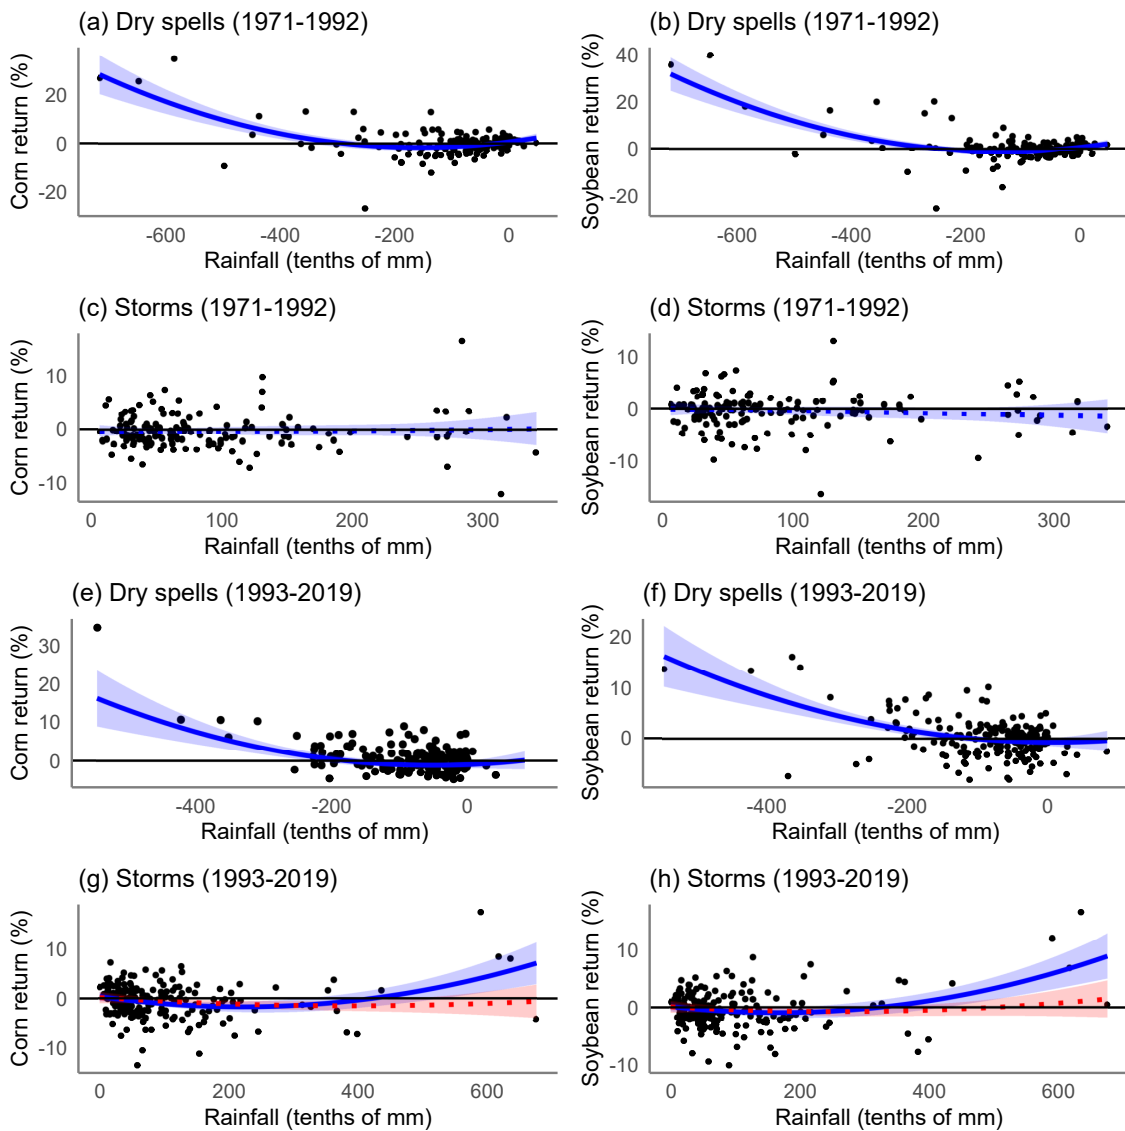 (a) Dry spells (1971-1992)
Corn return (%)
20
0
-20
-600
-400
-200
0
Rainfall (tenths of mm)
(b) Dry spells (1971-1992)
Soybean return (%)
40
20
0
-20
-600
-400
-200
0
Rainfall (tenths of mm)
(c) Storms (1971-1992)
Corn return (%)
10
0
-10
0
100
200
300
Rainfall (tenths of mm)
(d) Storms (1971-1992)
Soybean return (%)
10
0
-10
0
100
200
300
Rainfall (tenths of mm)
(e) Dry spells (1993-2019)
Corn return (%)
30
20
10
0
-400
-200
0
Rainfall (tenths of mm)
(f) Dry spells (1993-2019)
Soybean return (%)
20
10
0
-400
-200
0
Rainfall (tenths of mm)
(g) Storms (1993-2019)
Corn return (%)
10
0
-10
0
200
400
600
Rainfall (tenths of mm)
(h) Storms (1993-2019)
Soybean return (%)
10
0
-10
0
200
400
600
Rainfall (tenths of mm)